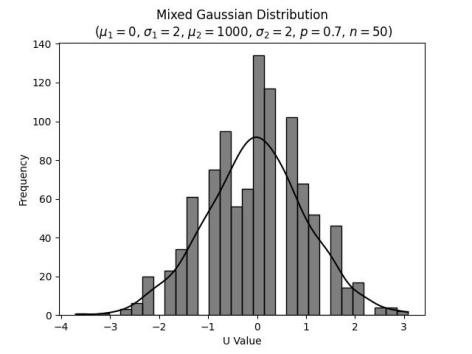 Mixed Gaussian Distribution
(μ₁ = 0, σ₁ = 2, μ₂ = 1000, σ₂ = 2, p = 0.7, n = 50)
140
120
100
80
60
40
20
0
Frequency
−4 −3 −2 −1 0 1 2 3
U Value